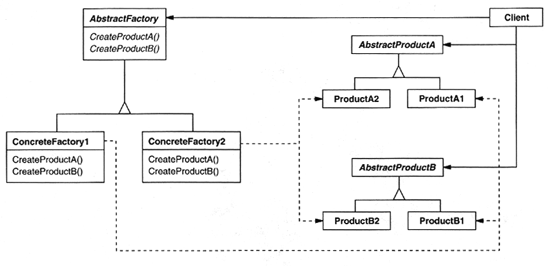 AbstractFactory
CreateProductA()
CreateProductB()
Client
AbstractProductA
ProductA2
ProductA1
ConcreteFactory1
CreateProductA()
CreateProductB()
ConcreteFactory2
CreateProductA()
CreateProductB()
AbstractProductB
ProductB2
ProductB1